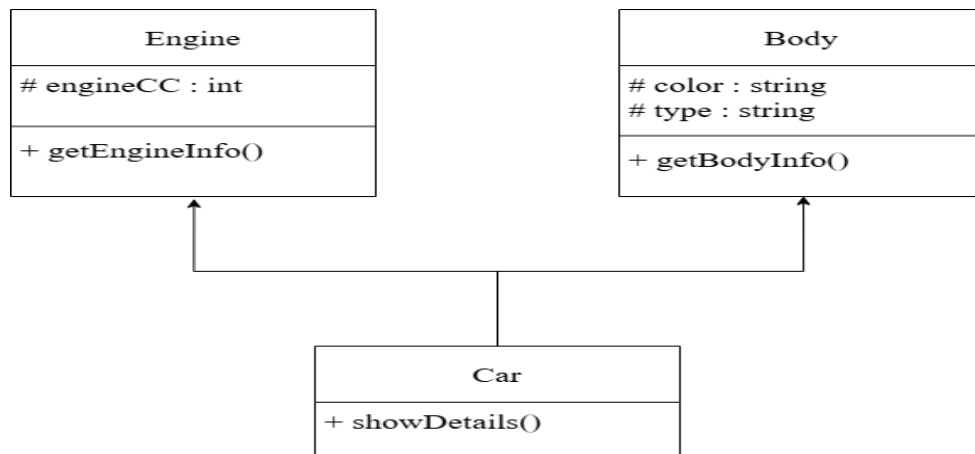 Engine
# engineCC : int
+ getEngineInfo()
Body
# color : string
# type : string
+ getBodyInfo()
Car
+ showDetails()